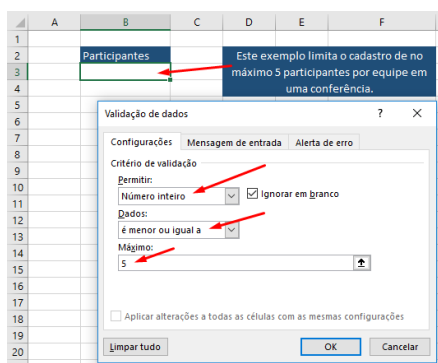 A B C D E F
1
2 Participantes Este exemplo limita o cadastro de no
3 máximo 5 participantes por equipe em
4 uma conferência.
5
6 Validação de dados ? ×
7 Configurações Mensagem de entrada Alerta de erro
8
9 Critério de validação
10 Permitir:
11 Número inteiro Ignorar em branco
12 Dados:
13 é menor ou igual a
14 Máximo:
15 5
16
17
18 Aplicar alterações a todas as células com as mesmas configurações
19
20 Limpar tudo OK Cancelar